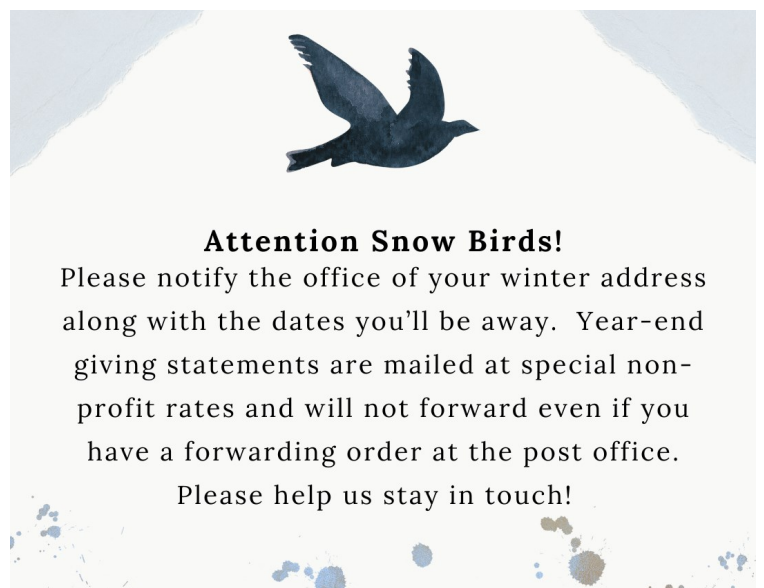 Attention Snow Birds!
Please notify the office of your winter address
along with the dates you’ll be away.  Year-end
giving statements are mailed at special non-
profit rates and will not forward even if you
have a forwarding order at the post office.
Please help us stay in touch!